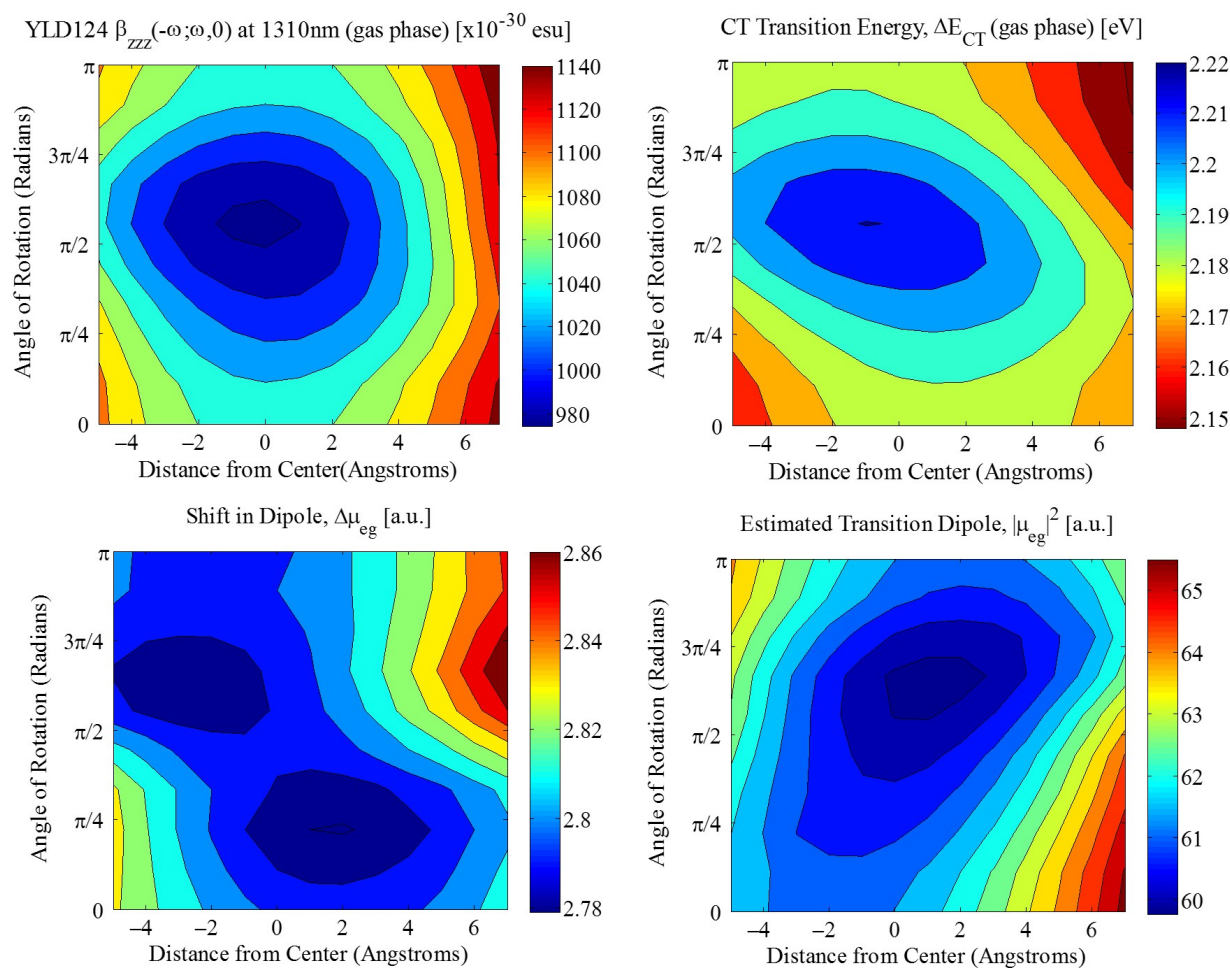 YLD124 βzzz(-ω;ω,0) at 1310nm (gas phase) [x10-30 esu]
Angle of Rotation (Radians)
π
3π/4
π/2
π/4
0
−4 −2 0 2 4 6
Distance from Center(Angstroms)
1140
1120
1100
1080
1060
1040
1020
1000
980
CT Transition Energy, ΔECT (gas phase) [eV]
Angle of Rotation (Radians)
π
3π/4
π/2
π/4
0
−4 −2 0 2 4 6
Distance from Center (Angstroms)
2.22
2.21
2.20
2.19
2.18
2.17
2.16
2.15
Shift in Dipole, Δμeg [a.u.]
Angle of Rotation (Radians)
π
3π/4
π/2
π/4
0
−4 −2 0 2 4 6
Distance from Center (Angstroms)
2.86
2.84
2.82
2.8
2.78
Estimated Transition Dipole, |μeg|2 [a.u.]
Angle of Rotation (Radians)
π
3π/4
π/2
π/4
0
−4 −2 0 2 4 6
Distance from Center (Angstroms)
65
64
63
62
61
60